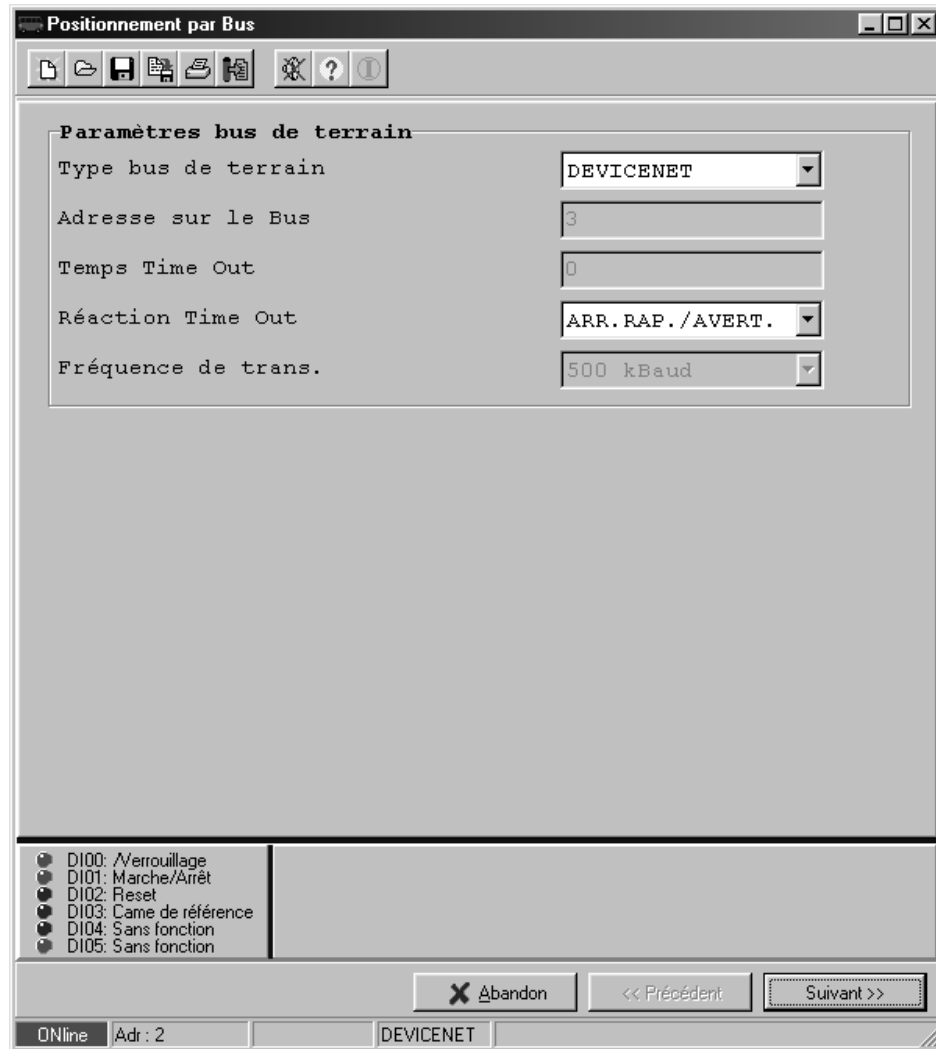 Positionnement par Bus
Paramètres bus de terrain
Type bus de terrain DEVICENET
Adresse sur le Bus 3
Temps Time Out 0
Réaction Time Out ARR.RAP./AVERT.
Fréquence de trans. 500 kBaud
DI00: /Verrouillage
DI01: Marche/Arrêt
DI02: Reset
DI03: Came de référence
DI04: Sans fonction
DI05: Sans fonction
Abandon << Précédent Suivant >>
ONline Adr : 2 DEVICENET